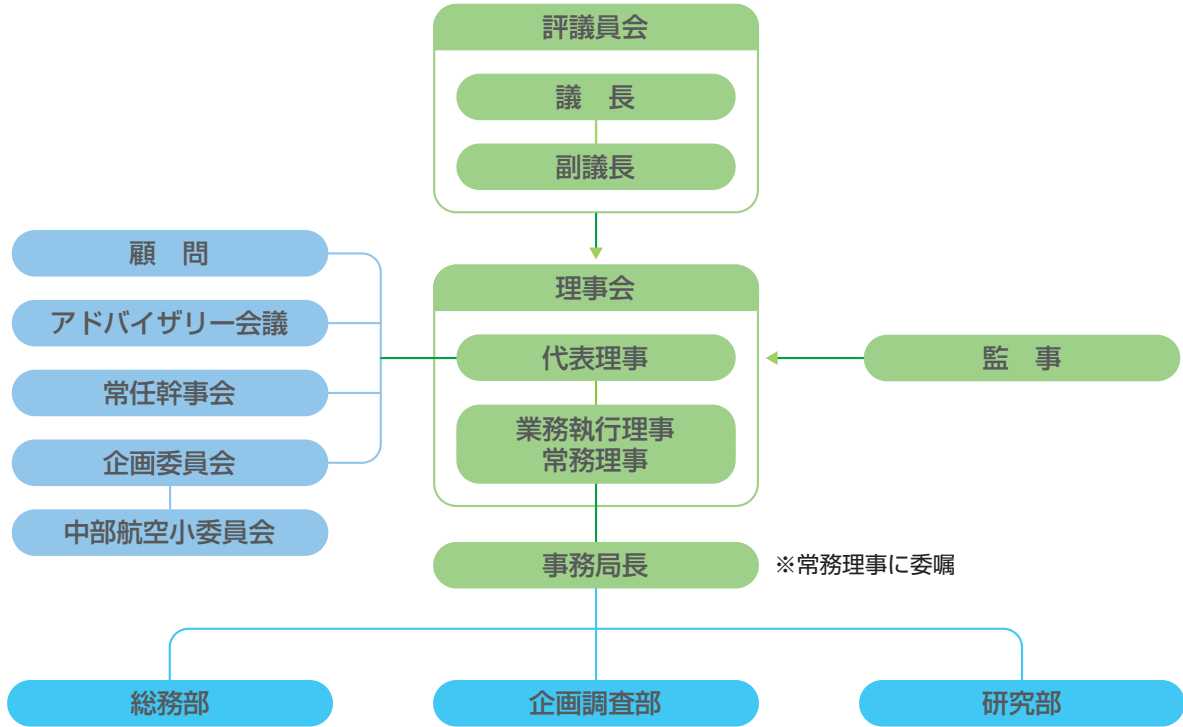 評議員会
議　長
副議長
顧　問
アドバイザリー会議
常任幹事会
企画委員会
中部航空小委員会
理事会
代表理事
業務執行理事
常務理事
監　事
事務局長
※常務理事に委嘱
総務部
企画調査部
研究部